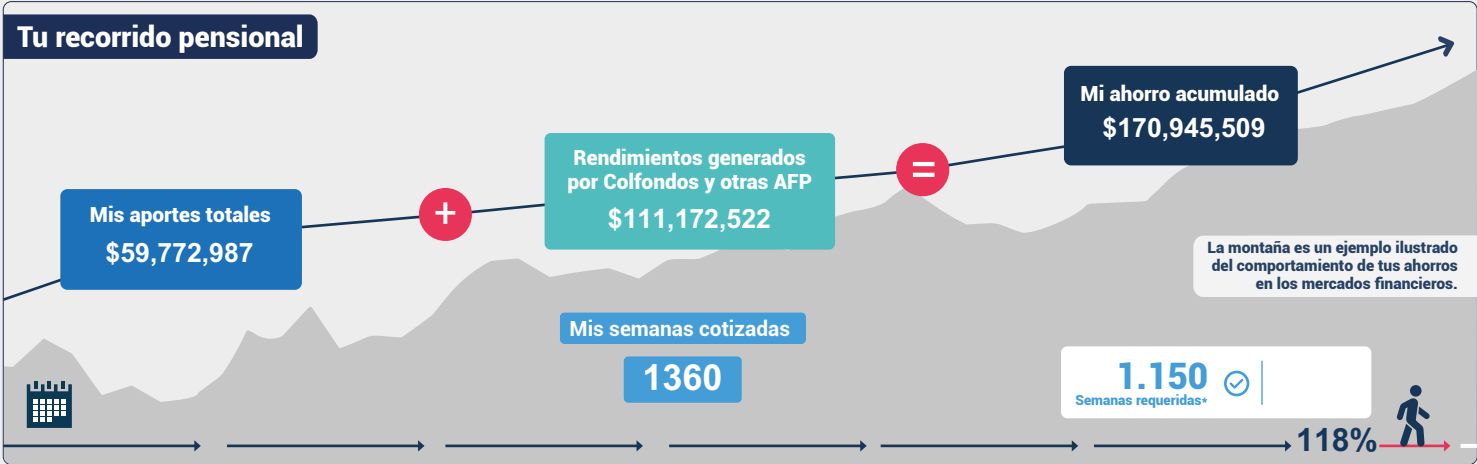 Tu recorrido pensional
Mi ahorro acumulado
$170,945,509
Rendimientos generados
por Colfondos y otras AFP
$111,172,522
=
Mis aportes totales
$59,772,987
+
La montaña es un ejemplo ilustrado
del comportamiento de tus ahorros
en los mercados financieros.
Mis semanas cotizadas
1360
1.150
Semanas requeridas*
118%